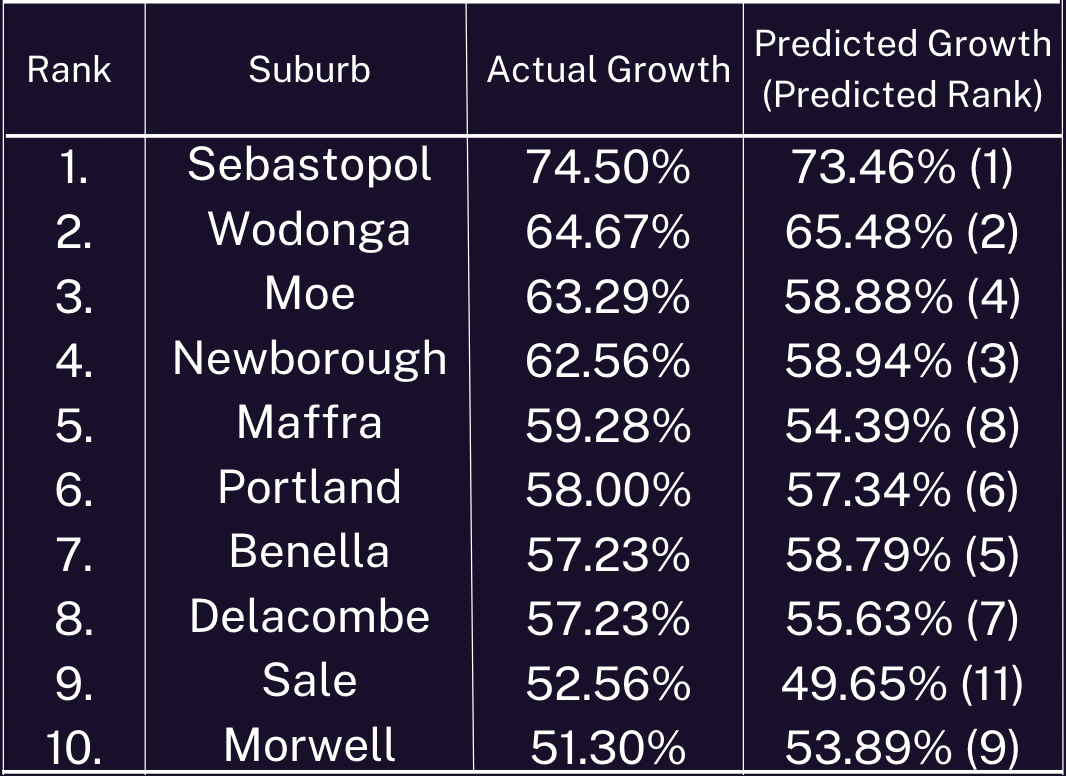 Rank Suburb Actual Growth Predicted Growth (Predicted Rank)
1. Sebastopol 74.50% 73.46% (1)
2. Wodonga 64.67% 65.48% (2)
3. Moe 63.29% 58.88% (4)
4. Newborough 62.56% 58.94% (3)
5. Maffra 59.28% 54.39% (8)
6. Portland 58.00% 57.34% (6)
7. Benella 57.23% 58.79% (5)
8. Delacombe 57.23% 55.63% (7)
9. Sale 52.56% 49.65% (11)
10. Morwell 51.30% 53.89% (9)